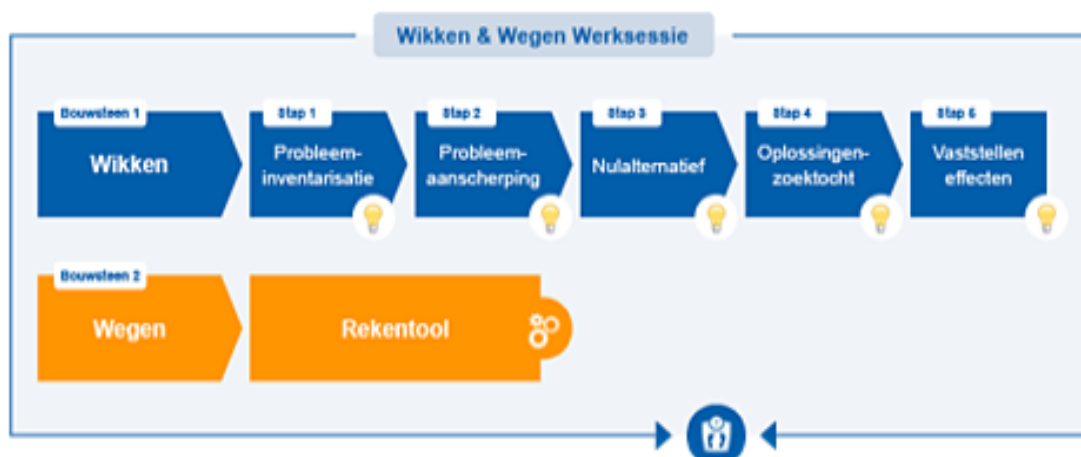 Wikken & Wegen Werksessie
Bouwsteen 1
Wikken
Stap 1
Probleem-
inventarisatie
Stap 2
Probleem-
aanscherping
Stap 3
Nulalternatief
Stap 4
Oplossingen-
zoektocht
Stap 5
Vaststellen
effecten
Bouwsteen 2
Wegen
Rekentool